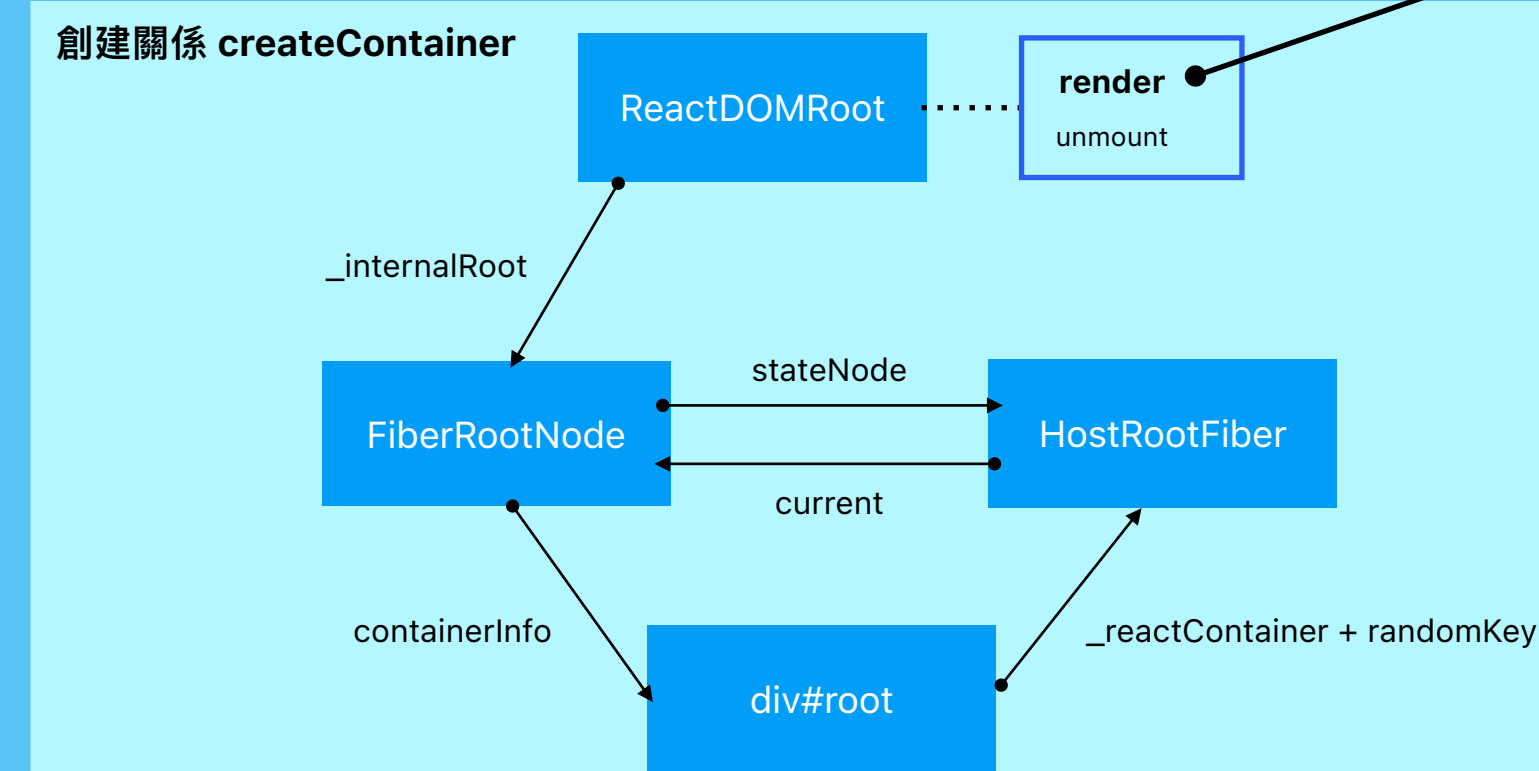 創建關係 createContainer
ReactDOMRoot
render
unmount
_internalRoot
stateNode
FiberRootNode
HostRootFiber
current
containerInfo
_reactContainer + randomKey
div#root